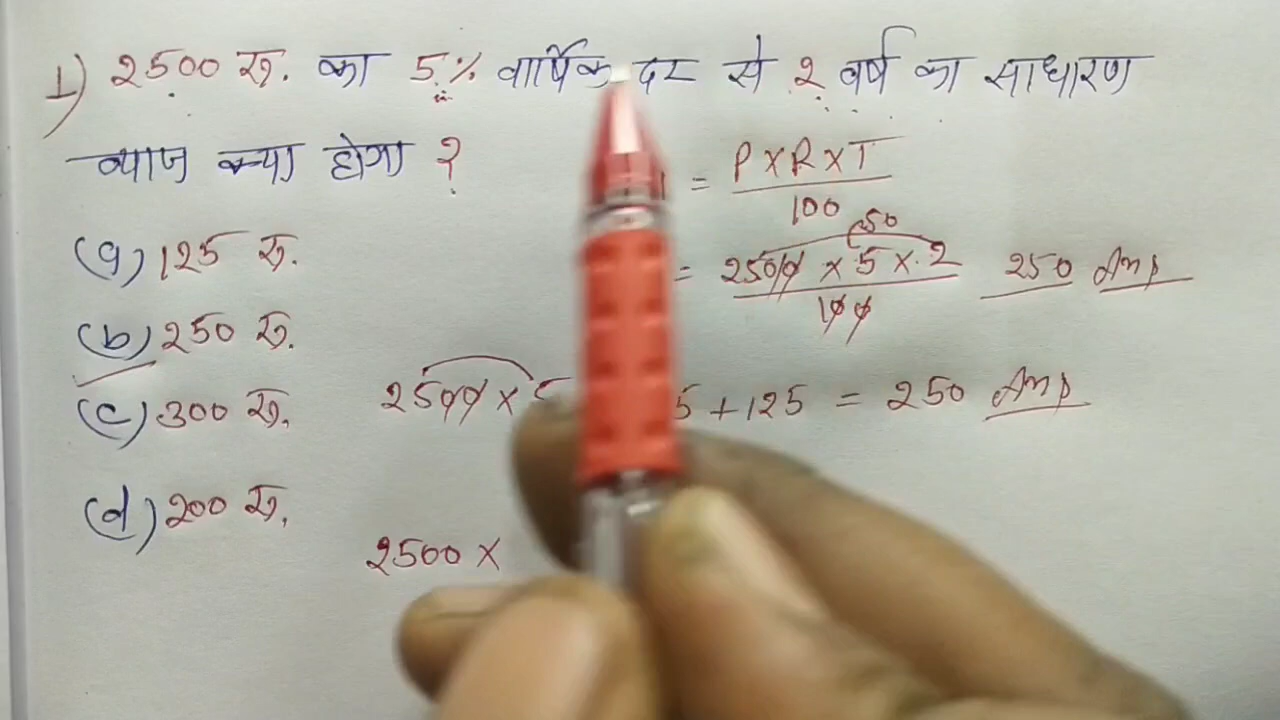 1) 2500 रु. का 5% वार्षिक दर से 2 वर्ष का साधारण
ब्याज क्या होगा ?
= P×R×T
100
(a) 125 रु.
50
= 2500 × 5 × 2 250 Ans
100
(b) 250 रु.
(c) 300 रु.
2500 × 5 + 125 = 250 Ans
(d) 200 रु.
2500 ×